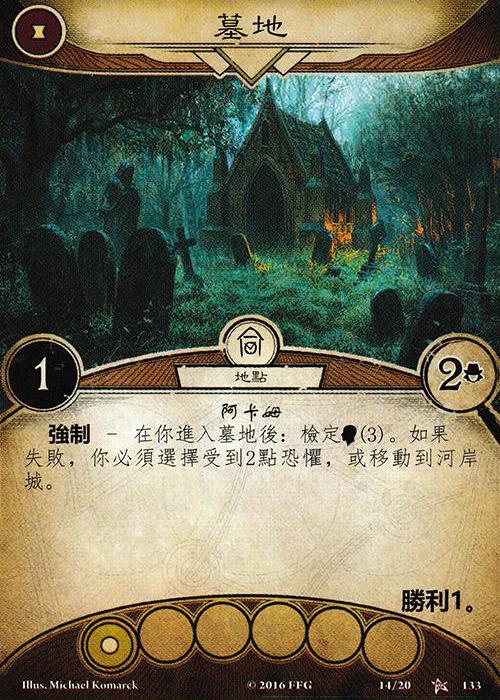 墓地
1
地點
2
阿卡姆
強制 – 在你進入墓地後：檢定(3)。如果
失敗，你必須選擇受到2點恐懼，或移動到河岸
城。
勝利1。
Illus. Michael Komarck
© 2016 FFG
14/20
133